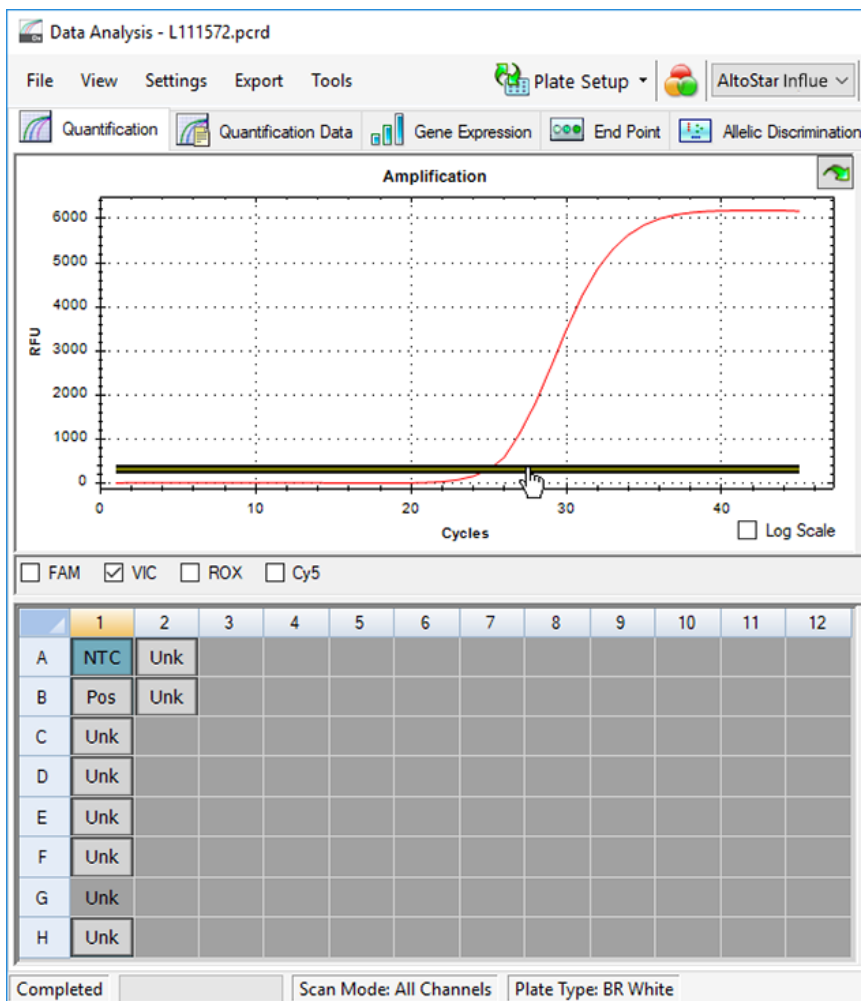 Data Analysis - L111572.pcrd
File View Settings Export Tools Plate Setup AltoStar Influe
Quantification Quantification Data Gene Expression End Point Allelic Discrimination
Amplification
6000
5000
4000
3000
2000
1000
0
RFU
0 10 20 30 40
Cycles
Log Scale
FAM VIC ROX Cy5
1 2 3 4 5 6 7 8 9 10 11 12
A NTC Unk
B Pos Unk
C Unk
D Unk
E Unk
F Unk
G Unk
H Unk
Completed Scan Mode: All Channels Plate Type: BR White